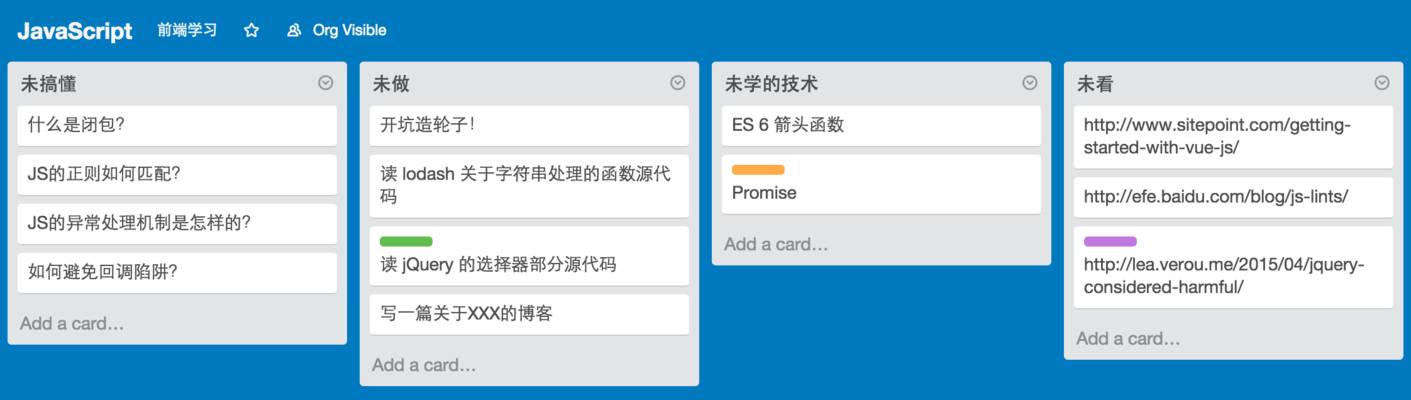 JavaScript 前端学习 Org Visible
未搞懂
什么是闭包?
JS的正则如何匹配?
JS的异常处理机制是怎样的?
如何避免回调陷阱?
Add a card…
未做
开坑造轮子!
读 lodash 关于字符串处理的函数源代
码
读 jQuery 的选择器部分源代码
写一篇关于XXX的博客
Add a card…
未学的技术
ES 6 箭头函数
Promise
Add a card…
未看
http://www.sitepoint.com/getting-
started-with-vue-js/
http://efe.baidu.com/blog/js-lints/
http://lea.verou.me/2015/04/jquery-
considered-harmful/
Add a card…